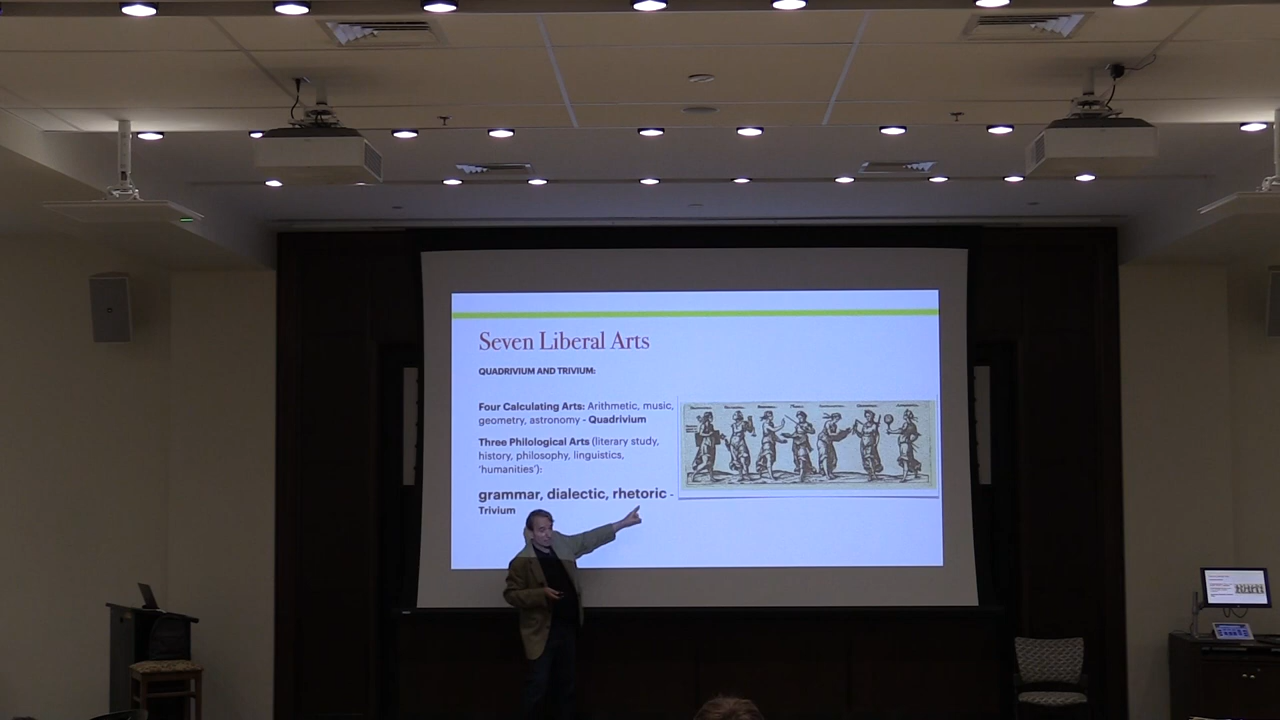 Seven Liberal Arts
QUADRIVIUM AND TRIVIUM:
Four Calculating Arts: Arithmetic, music,
geometry, astronomy - Quadrivium
Three Philological Arts (literary study,
history, philosophy, linguistics,
'humanities'):
grammar, dialectic, rhetoric -
Trivium